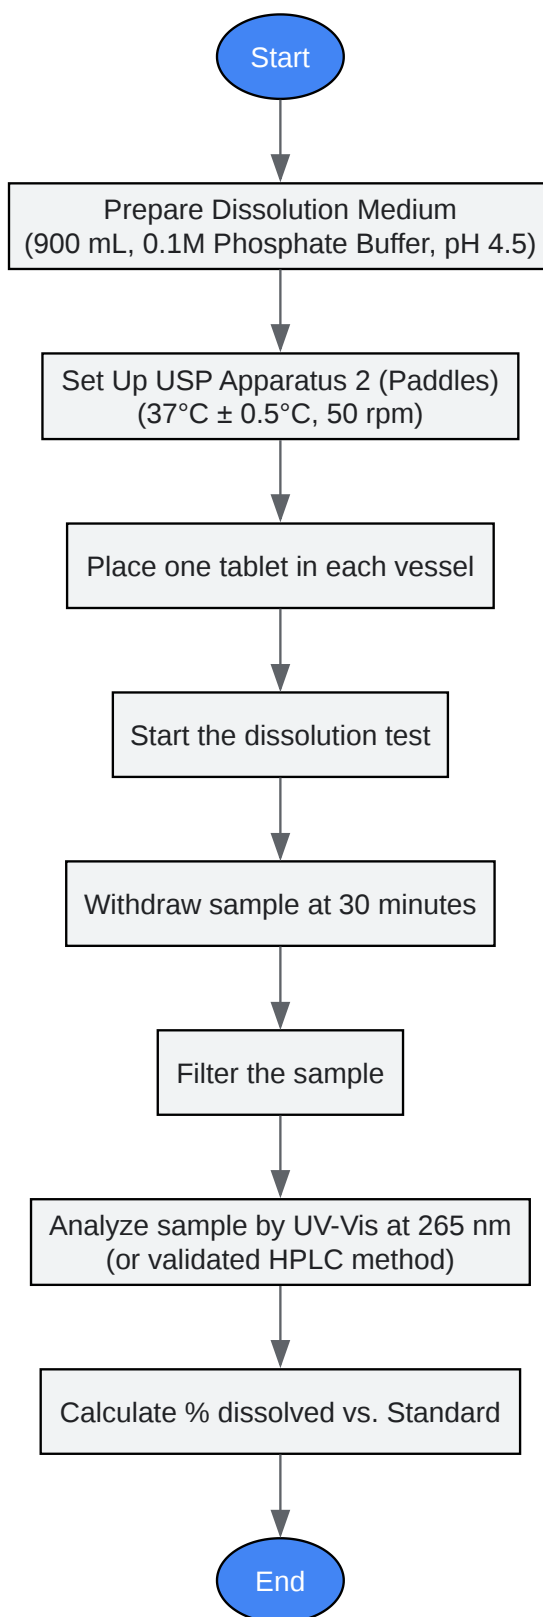 Start
Prepare Dissolution Medium
(900 mL, 0.1M Phosphate Buffer, pH 4.5)
Set Up USP Apparatus 2 (Paddles)
(37°C ± 0.5°C, 50 rpm)
Place one tablet in each vessel
Start the dissolution test
Withdraw sample at 30 minutes
Filter the sample
Analyze sample by UV-Vis at 265 nm
(or validated HPLC method)
Calculate % dissolved vs. Standard
End